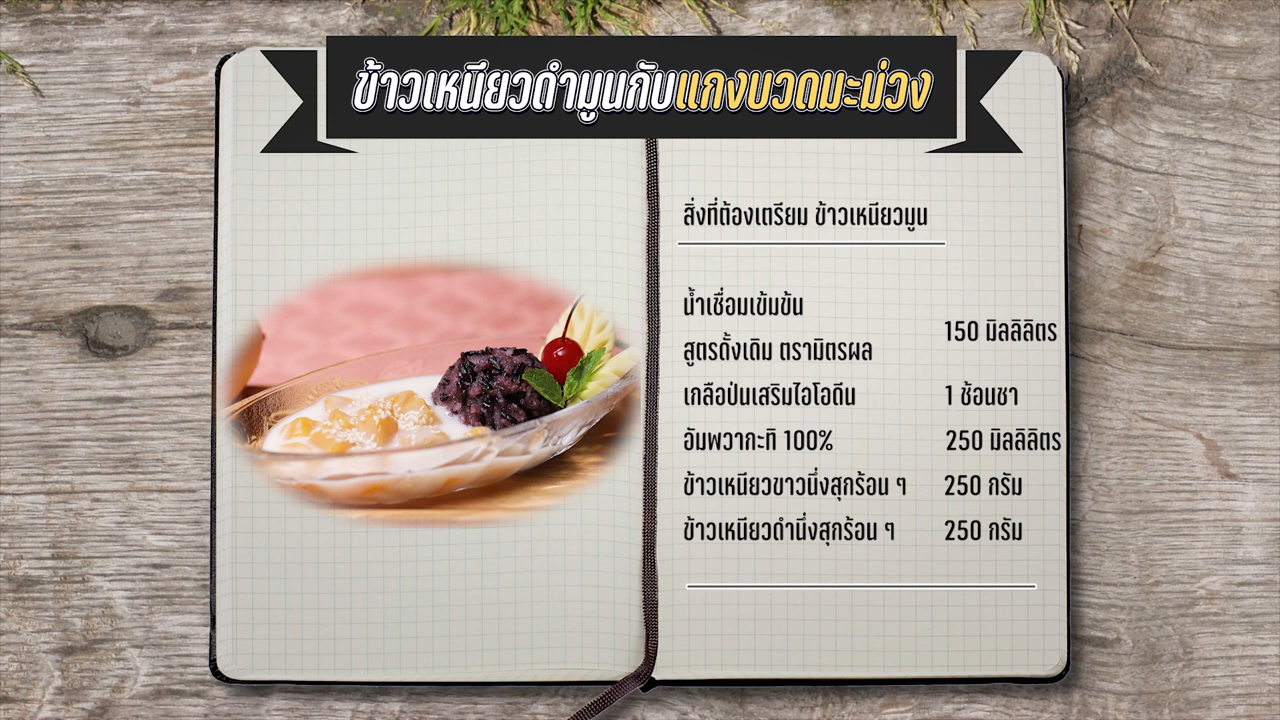 ข้าวเหนียวดำมูนกับแกงบวดมะม่วง
สิ่งที่ต้องเตรียม ข้าวเหนียวมูน
น้ำเชื่อมเข้มข้น
สูตรดั้งเดิม ตรามิตรผล 150 มิลลิลิตร
เกลือป่นเสริมไอโอดีน 1 ช้อนชา
อัมพวากะทิ 100% 250 มิลลิลิตร
ข้าวเหนียวขาวนึ่งสุกร้อน ๆ 250 กรัม
ข้าวเหนียวดำนึ่งสุกร้อน ๆ 250 กรัม